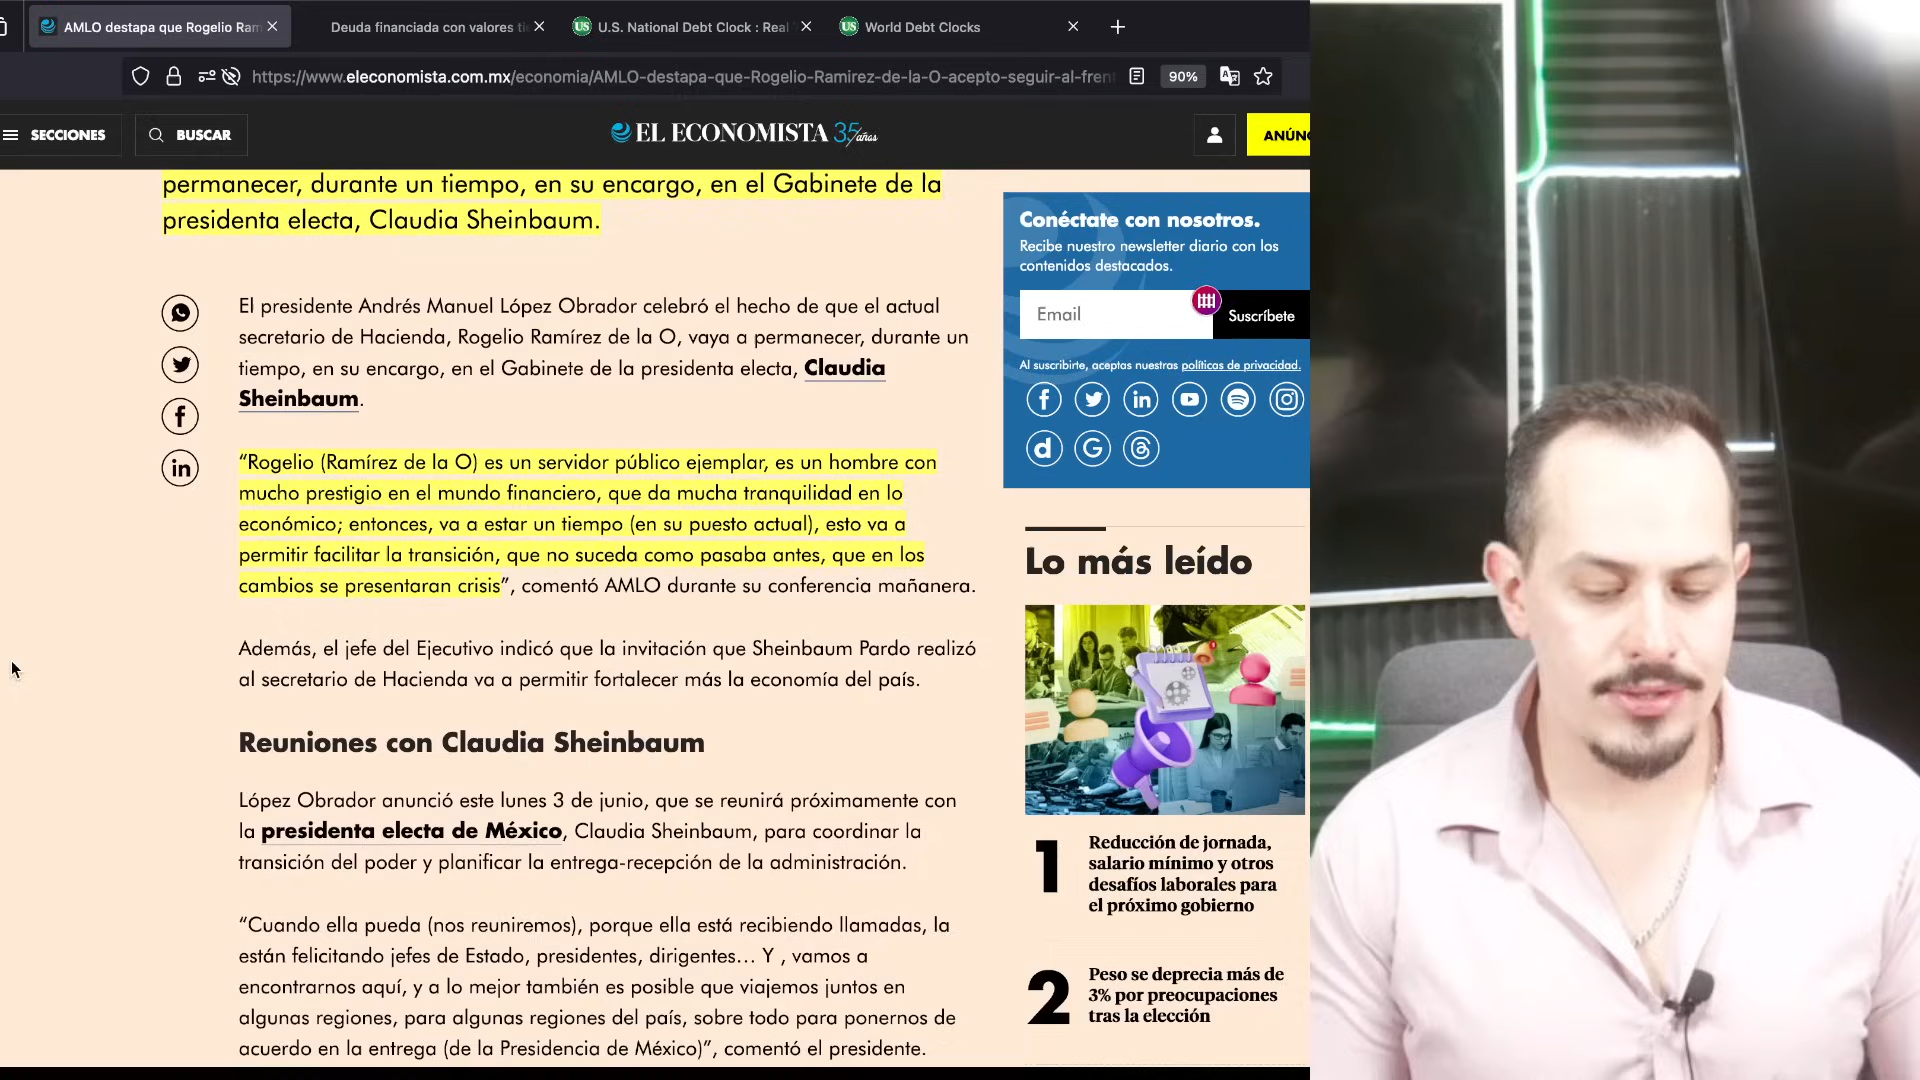 AMLO destapa que Rogelio Ram
Deuda financiada con valores ti
US U.S. National Debt Clock : Real
US World Debt Clocks
https://www.eleconomista.com.mx/economia/AMLO-destapa-que-Rogelio-Ramirez-de-la-O-acepto-seguir-al-fren
90%
SECCIONES
BUSCAR
EL ECONOMISTA 35 años
ANÚN
permanecer, durante un tiempo, en su encargo, en el Gabinete de la
presidenta electa, Claudia Sheinbaum.
El presidente Andrés Manuel López Obrador celebró el hecho de que el actual
secretario de Hacienda, Rogelio Ramírez de la O, vaya a permanecer, durante un
tiempo, en su encargo, en el Gabinete de la presidenta electa, Claudia
Sheinbaum.
“Rogelio (Ramírez de la O) es un servidor público ejemplar, es un hombre con
mucho prestigio en el mundo financiero, que da mucha tranquilidad en lo
económico; entonces, va a estar un tiempo (en su puesto actual), esto va a
permitir facilitar la transición, que no suceda como pasaba antes, que en los
cambios se presentaran crisis”, comentó AMLO durante su conferencia mañanera.
Además, el jefe del Ejecutivo indicó que la invitación que Sheinbaum Pardo realizó
al secretario de Hacienda va a permitir fortalecer más la economía del país.
Reuniones con Claudia Sheinbaum
López Obrador anunció este lunes 3 de junio, que se reunirá próximamente con
la presidenta electa de México, Claudia Sheinbaum, para coordinar la
transición del poder y planificar la entrega-recepción de la administración.
“Cuando ella pueda (nos reuniremos), porque ella está recibiendo llamadas, la
están felicitando jefes de Estado, presidentes, dirigentes… Y , vamos a
encontrarnos aquí, y a lo mejor también es posible que viajemos juntos en
algunas regiones, para algunas regiones del país, sobre todo para ponernos de
acuerdo en la entrega (de la Presidencia de México)”, comentó el presidente.
Conéctate con nosotros.
Recibe nuestro newsletter diario con los
contenidos destacados.
Email
Suscríbete
Al suscribirte, aceptas nuestras políticas de privacidad.
Lo más leído
1
Reducción de jornada,
salario mínimo y otros
desafíos laborales para
el próximo gobierno
2
Peso se deprecia más de
3% por preocupaciones
tras la elección